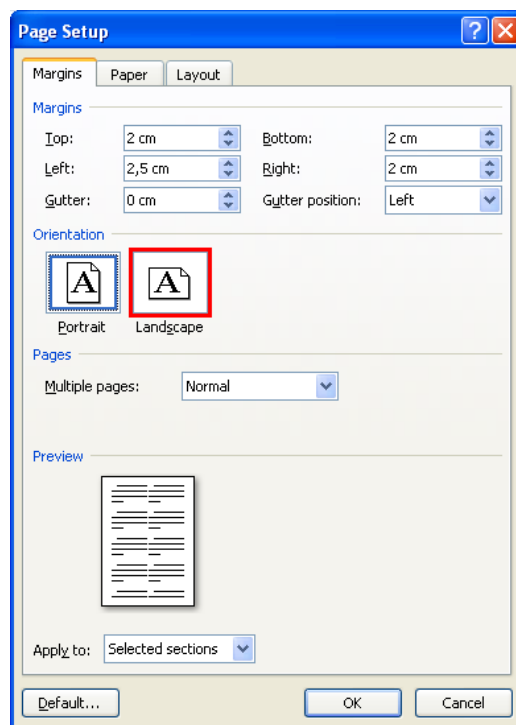 Page Setup
Margins Paper Layout
Margins
Top: 2 cm Bottom: 2 cm
Left: 2,5 cm Right: 2 cm
Gutter: 0 cm Gutter position: Left
Orientation
A A
Portrait Landscape
Pages
Multiple pages: Normal
Preview
Apply to: Selected sections
Default... OK Cancel